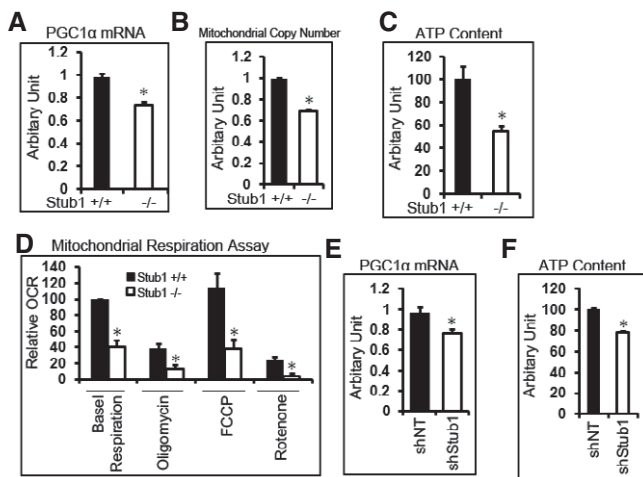 A
PGC1α mRNA
Arbitary Unit
1.2
1
0.8
0.6
0.4
0.2
0
*
Stub1 +/+ -/-
B
Mitochondrial Copy Number
Arbitary Unit
1.2
1
0.8
0.6
0.4
0.2
0
*
Stub1 +/+ -/-
C
ATP Content
Arbitary Unit
120
100
80
60
40
20
0
*
Stub1 +/+ -/-
D
Mitochondrial Respiration Assay
Relative OCR
140
120
100
80
60
40
20
0
Stub1 +/+
Stub1 -/-
*
*
*
*
Basel
Respiration
Oligomycin
FCCP
Rotenone
E
PGC1α mRNA
Arbitary Unit
1.2
1
0.8
0.6
0.4
0.2
0
*
shNT
shStub1
F
ATP Content
Arbitary Unit
120
100
80
60
40
20
0
*
shNT
shStub1